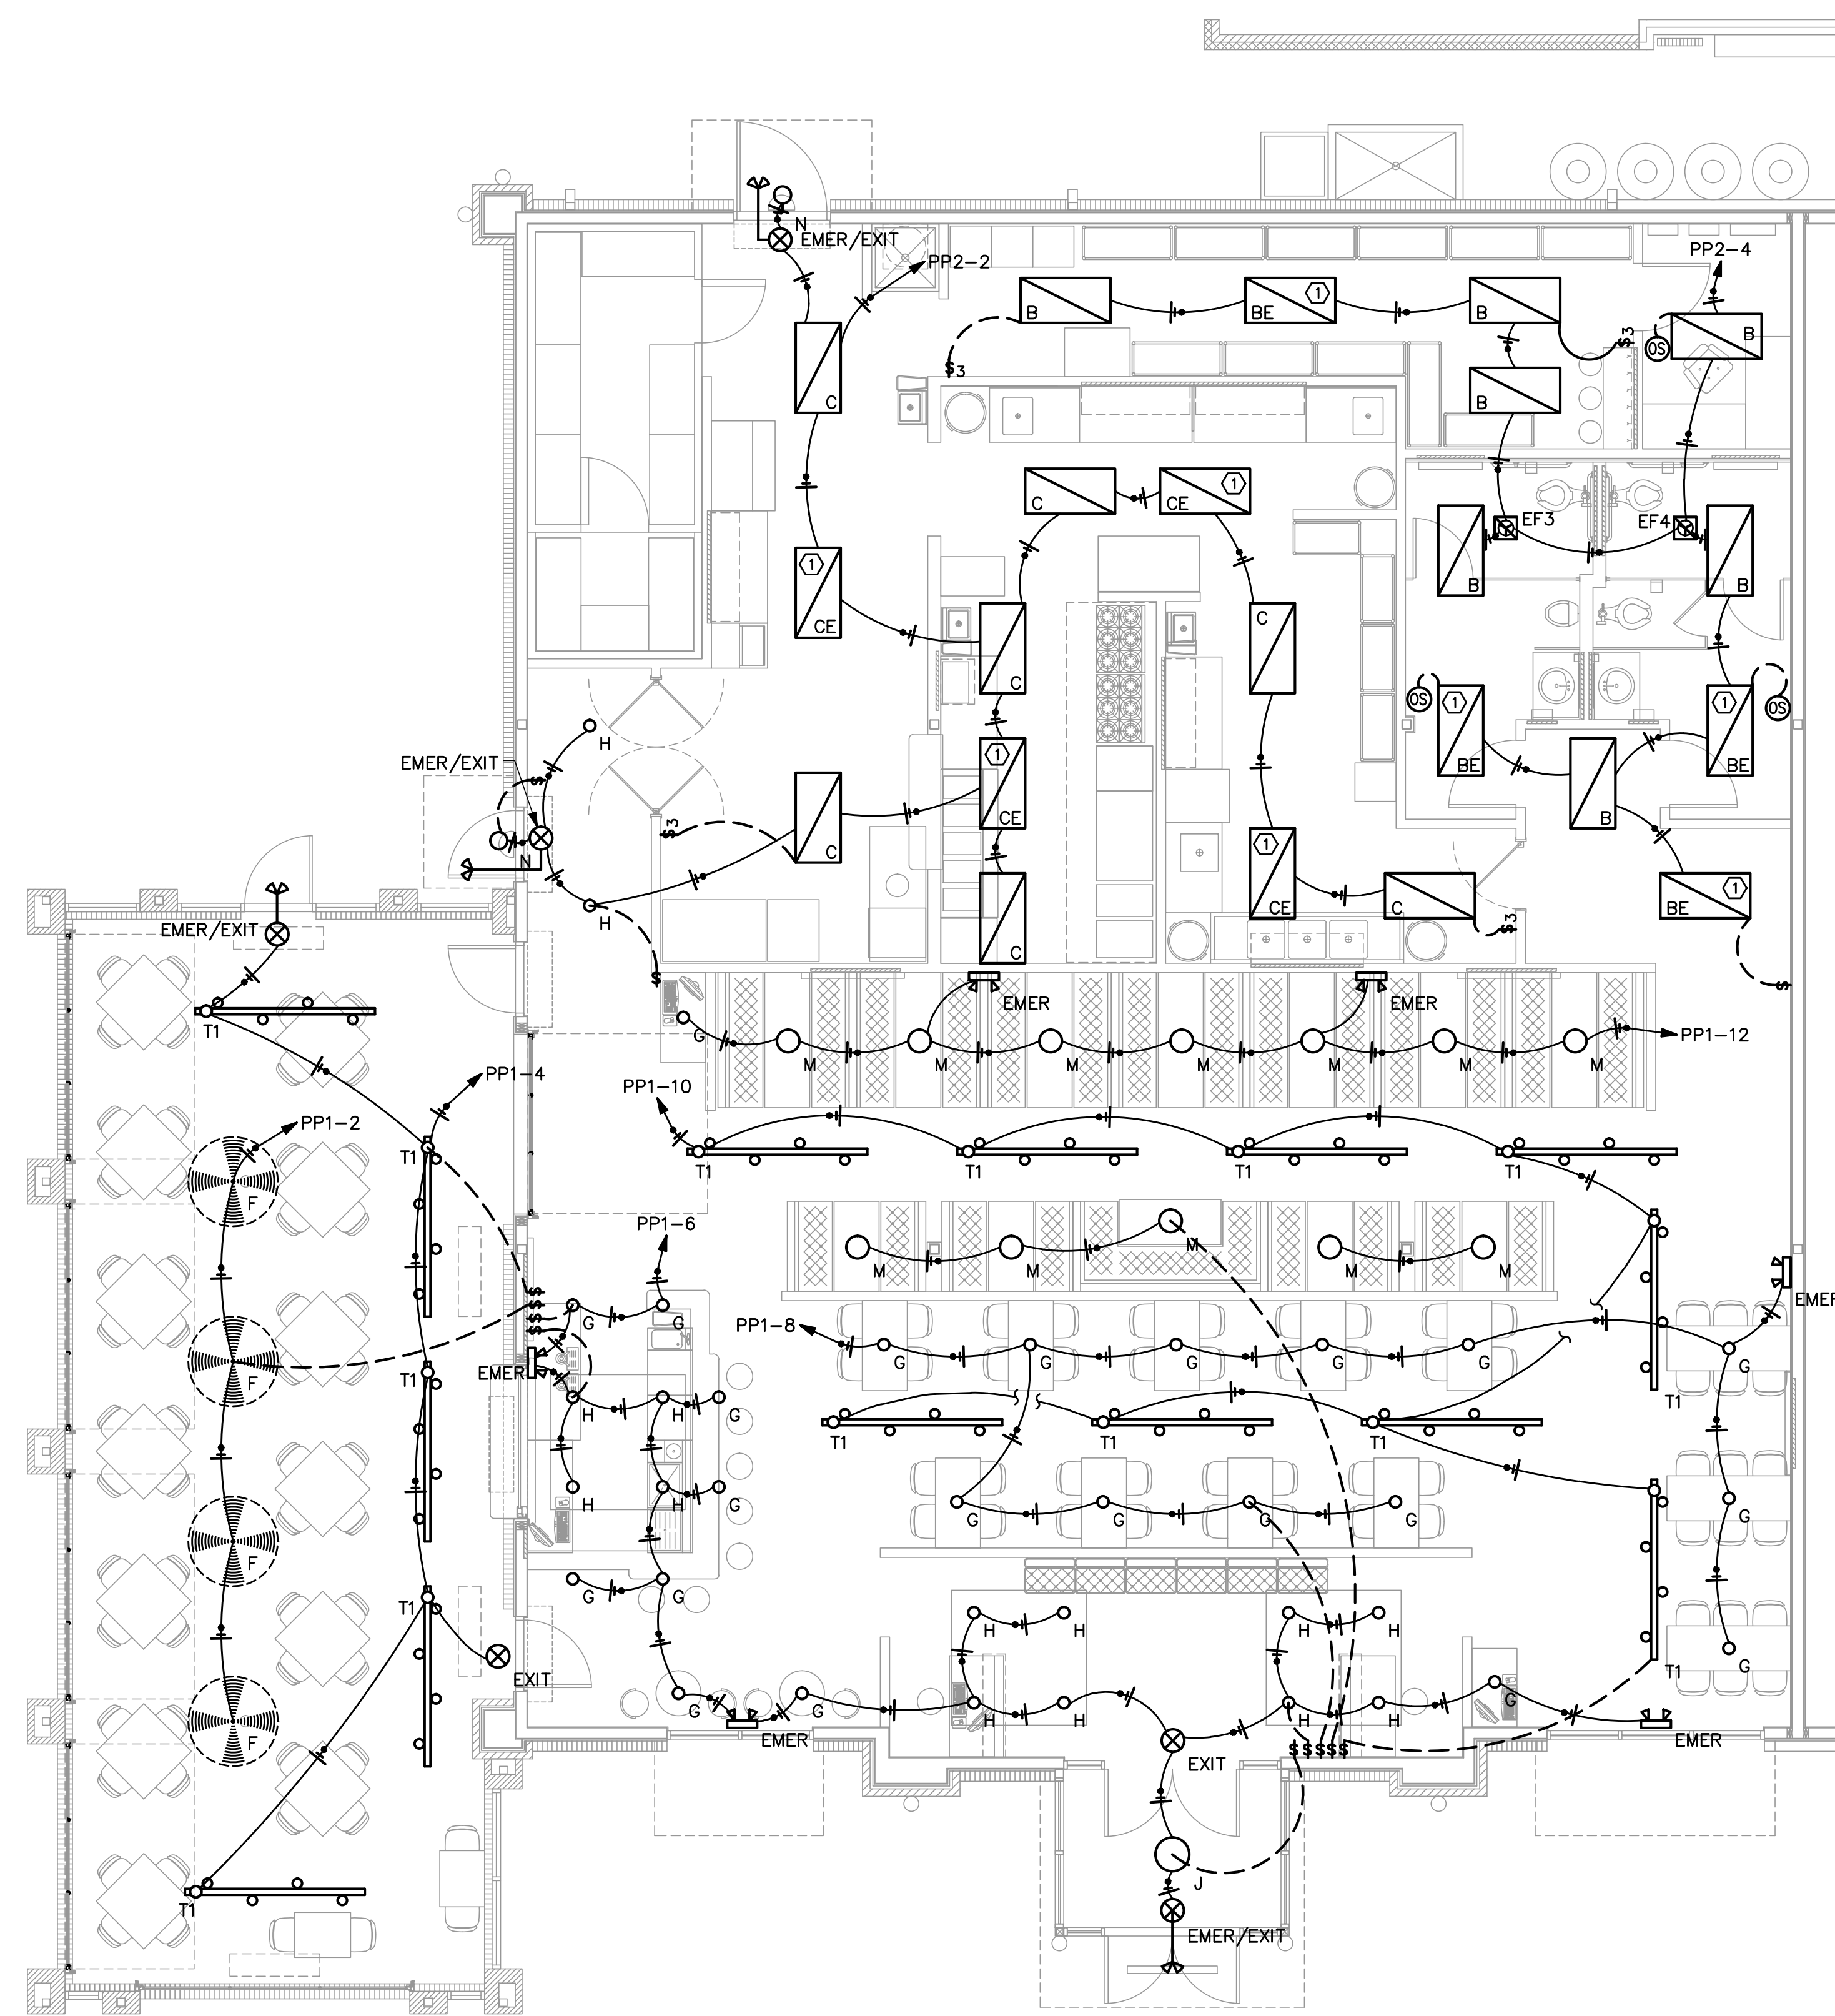 N
EMER/EXIT
PP2-2
PP2-4
B
BE
1
B
B
OS
$3
$3
B
C
C
CE
1
1
CE
C
EF3
EF4
B
B
C
C
OS
OS
1
BE
1
BE
B
H
EMER/EXIT
$
1
CE
C
$3
N
1
CE
C
C
$3
1
BE
H
$
$
EMER/EXIT
T1
EMER
EMER
G
M
M
M
M
M
M
M
PP1-12
PP1-4
PP1-10
PP1-2
T1
T1
T1
T1
T1
F
PP1-6
M
M
M
M
M
$
$
$
$
G
G
EMER
PP1-8
G
G
G
G
G
G
EMER
T1
F
H
H
G
T1
T1
T1
T1
H
H
G
G
G
G
G
G
F
G
G
T1
H
H
H
H
G
T1
EXIT
G
G
H
H
H
H
G
F
EMER
EXIT
$$$$$
EMER
J
T1
EMER/EXIT